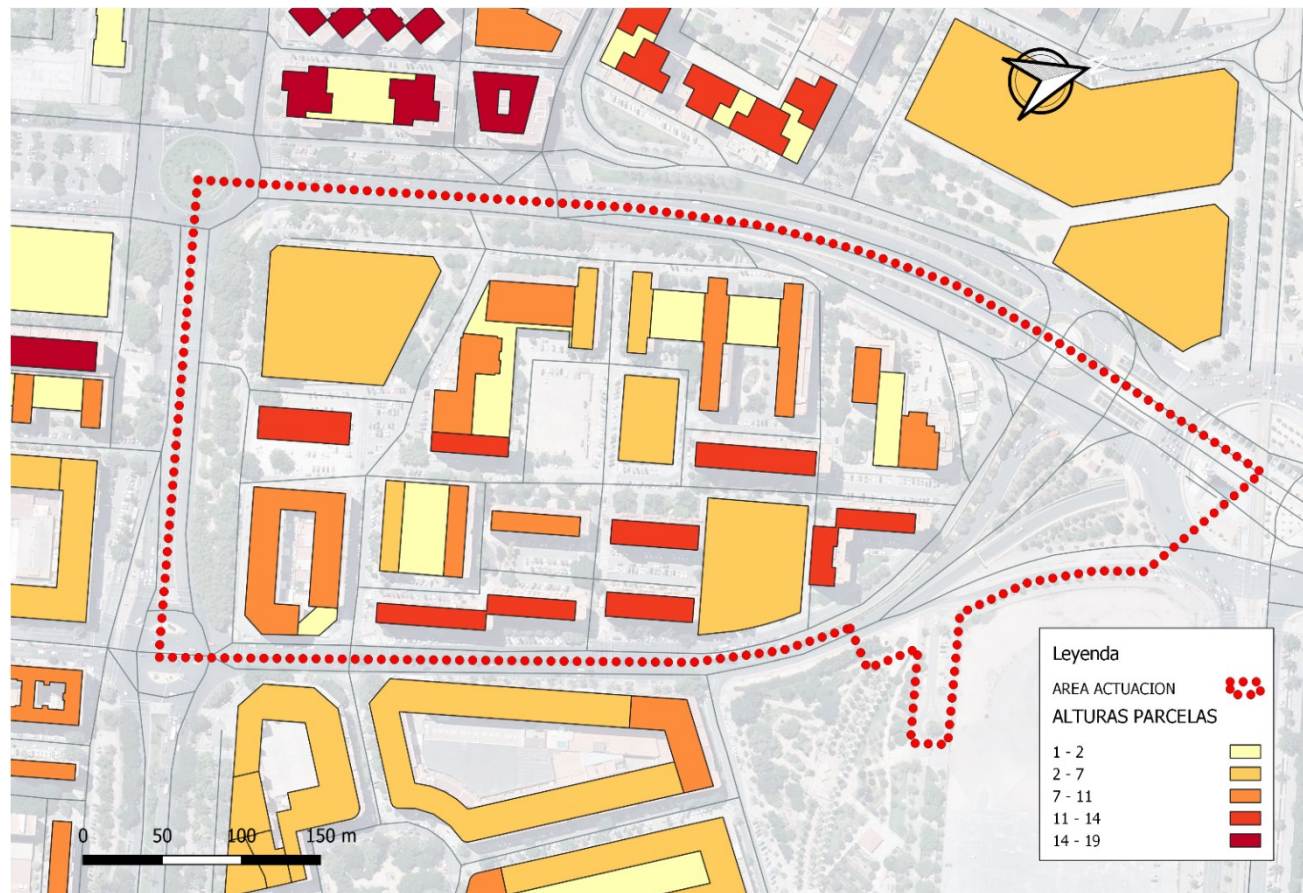 Leyenda
AREA ACTUACION
ALTURAS PARCELAS
1 - 2
2 - 7
7 - 11
11 - 14
14 - 19
0 50 100 150 m